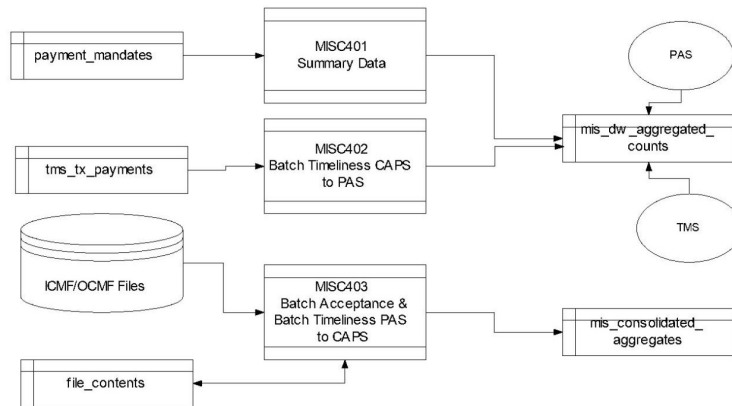 payment_mandates
MISC401
Summary Data
PAS
mis_dw_aggregated_
counts
tms_tx_payments
MISC402
Batch Timeliness CAPS
to PAS
TMS
ICMF/OCMF Files
MISC403
Batch Acceptance &
Batch Timeliness PAS
to CAPS
mis_consolidated_
aggregates
file_contents